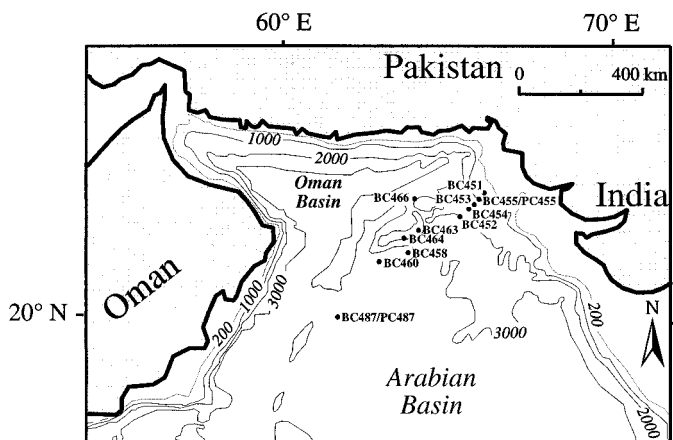 60° E
70° E
Pakistan
0
400 km
1000
2000
Oman
Basin
BC451
India
BC466
BC453
BC455/PC455
BC454
BC452
BC463
BC464
BC458
BC460
Oman
3000
1000
200
20° N
BC487/PC487
3000
200
N
Arabian
Basin
2000